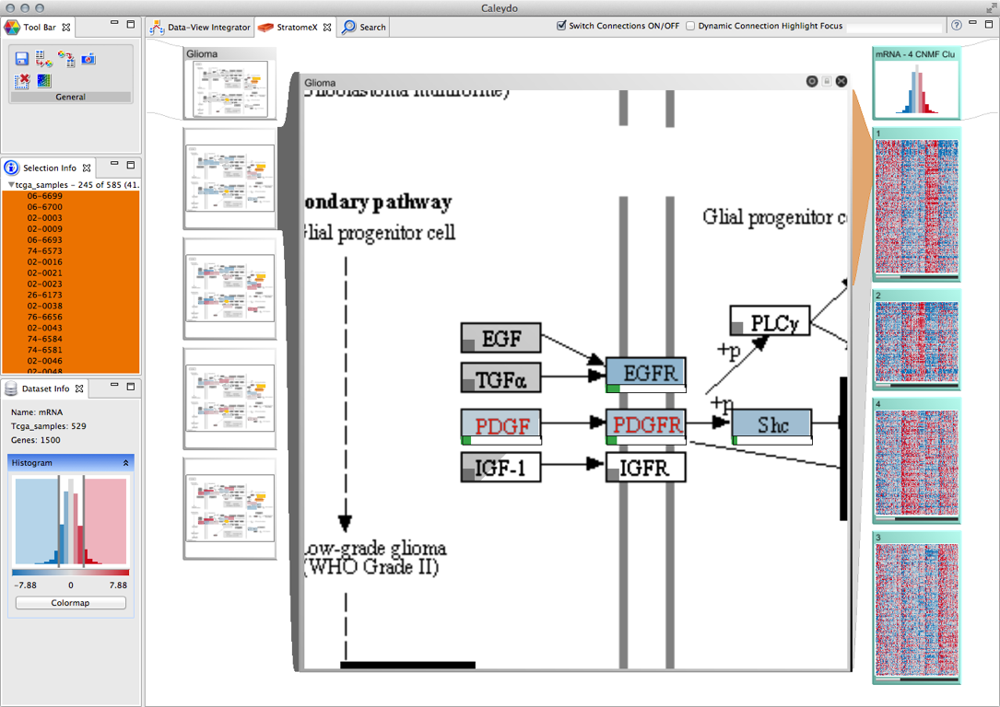 Caleydo
Tool Bar
Data-View Integrator
StratomeX
Search
Switch Connections ON/OFF
Dynamic Connection Highlight Focus
General
Selection Info
tcga_samples - 245 of 585 (41.
06-6699
06-6700
02-0003
02-0009
06-6693
74-6573
02-0016
02-0021
02-0023
26-6173
02-0038
76-6656
02-0043
74-6584
74-6581
02-0046
02-0048
Dataset Info
Name: mRNA
Tcga_samples: 529
Genes: 1500
Histogram
-7.88 0 7.88
Colormap
Glioma
Glioma
Glioblastoma multiforme)
ondary pathway
Glial progenitor cell
Glial progenitor c
PLCγ
+p
EGF
TGFα
EGFR
+p
PDGF
PDGFR
Shc
IGF-1
IGFR
Low-grade glioma
(WHO Grade II)
mRNA - 4 CNMF Clu
1
2
4
3